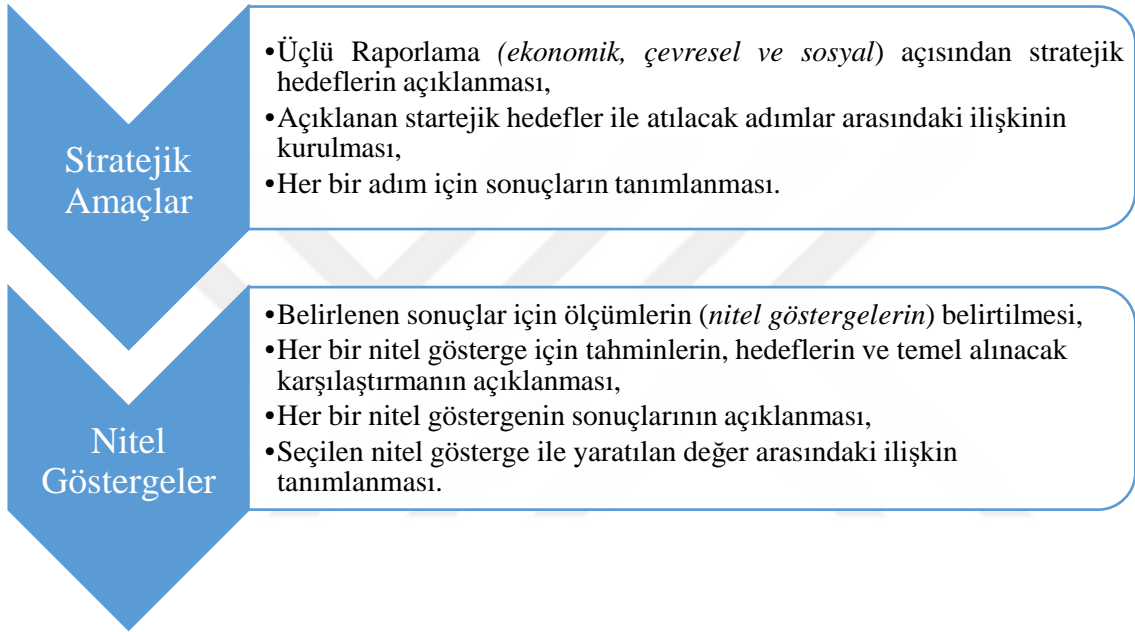 Stratejik
Amaçlar
•Üçlü Raporlama (ekonomik, çevresel ve sosyal) açısından stratejik
hedeflerin açıklanması,
•Açıklanan startejik hedefler ile atılacak adımlar arasındaki ilişkinin
kurulması,
•Her bir adım için sonuçların tanımlanması.
Nitel
Göstergeler
•Belirlenen sonuçlar için ölçümlerin (nitel göstergelerin) belirtilmesi,
•Her bir nitel gösterge için tahminlerin, hedeflerin ve temel alınacak
karşılaştırmanın açıklanması,
•Her bir nitel göstergenin sonuçlarının açıklanması,
•Seçilen nitel gösterge ile yaratılan değer arasındaki ilişkin
tanımlanması.